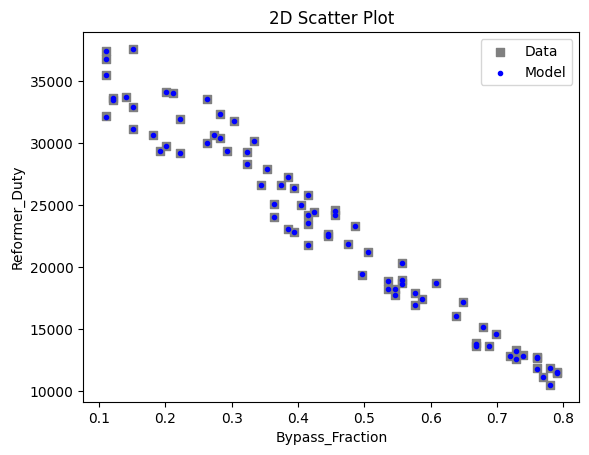 2D Scatter Plot
Data
Model
Reformer_Duty
35000
30000
25000
20000
15000
10000
0.1 0.2 0.3 0.4 0.5 0.6 0.7 0.8
Bypass_Fraction